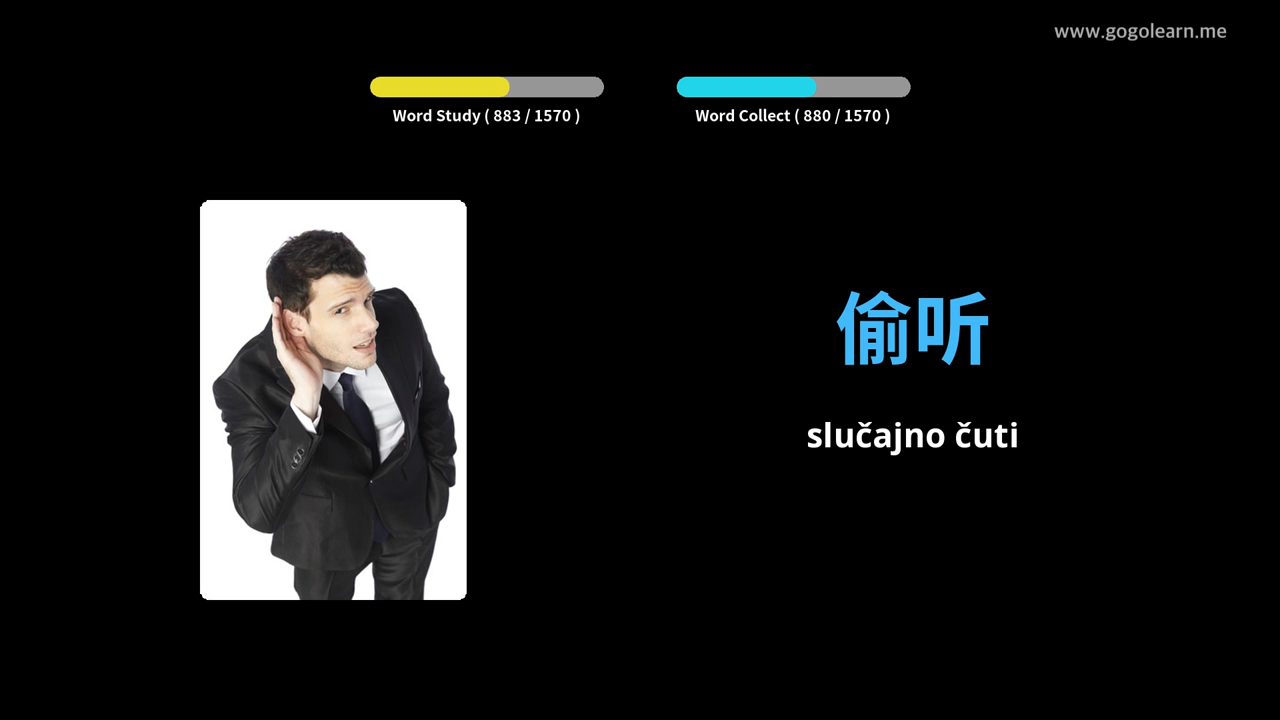 www.gogolearn.me
Word Study ( 883 / 1570 )
Word Collect ( 880 / 1570 )
偷听
slučajno čuti